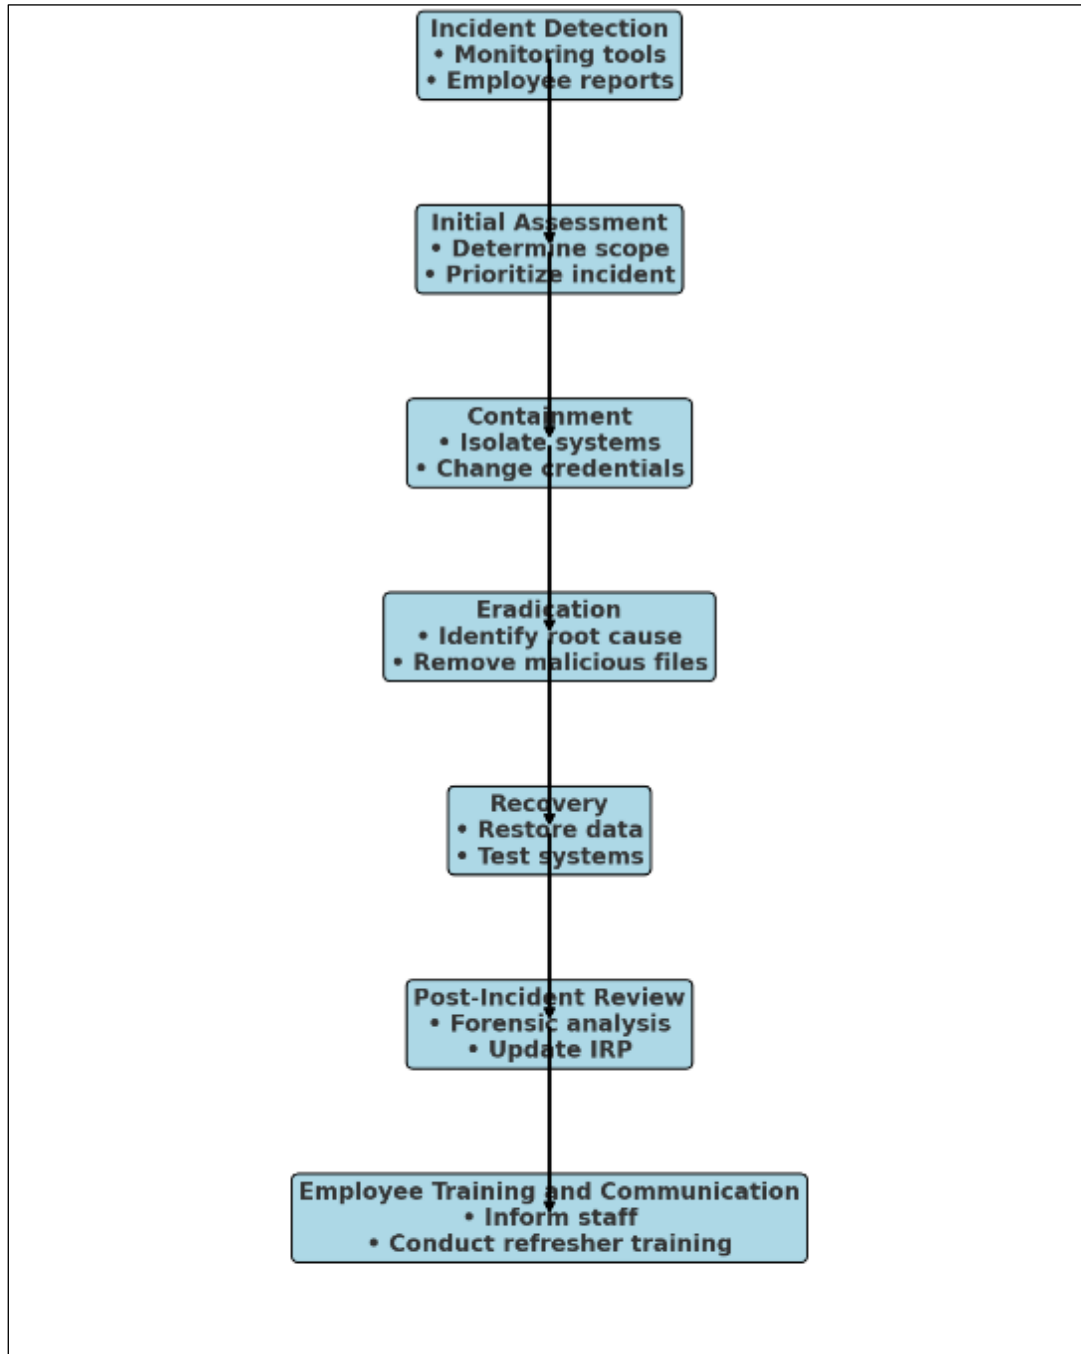 Incident Detection
• Monitoring tools
• Employee reports
Initial Assessment
• Determine scope
• Prioritize incident
Containment
• Isolate systems
• Change credentials
Eradication
• Identify root cause
• Remove malicious files
Recovery
• Restore data
• Test systems
Post-Incident Review
• Forensic analysis
• Update IRP
Employee Training and Communication
• Inform staff
• Conduct refresher training